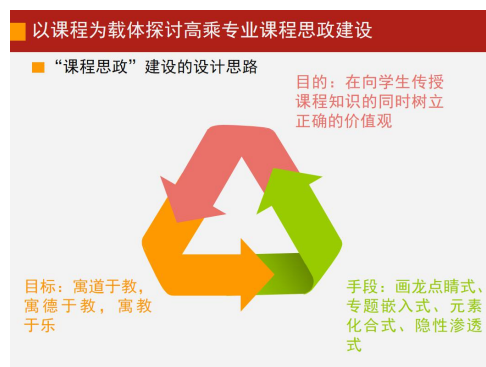 以课程为载体探讨高乘专业课程思政建设
“课程思政”建设的设计思路
目的：在向学生传授
课程知识的同时树立
正确的价值观
目标：寓道于教，
寓德于教，寓教
于乐
手段：画龙点睛式、
专题嵌入式、元素
化合式、隐性渗透
式